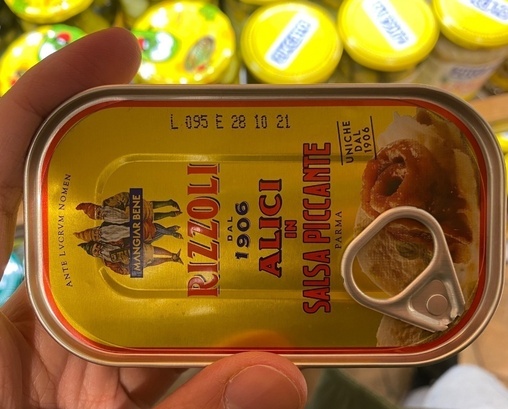 L 095 E 28 10 21
ANTE LVCRVM NOMEN
MANGIAR BENE
RIZZOLI
DAL
1906
ALICI
IN
SALSA PICCANTE
PARMA
UNICHE
DAL
1906